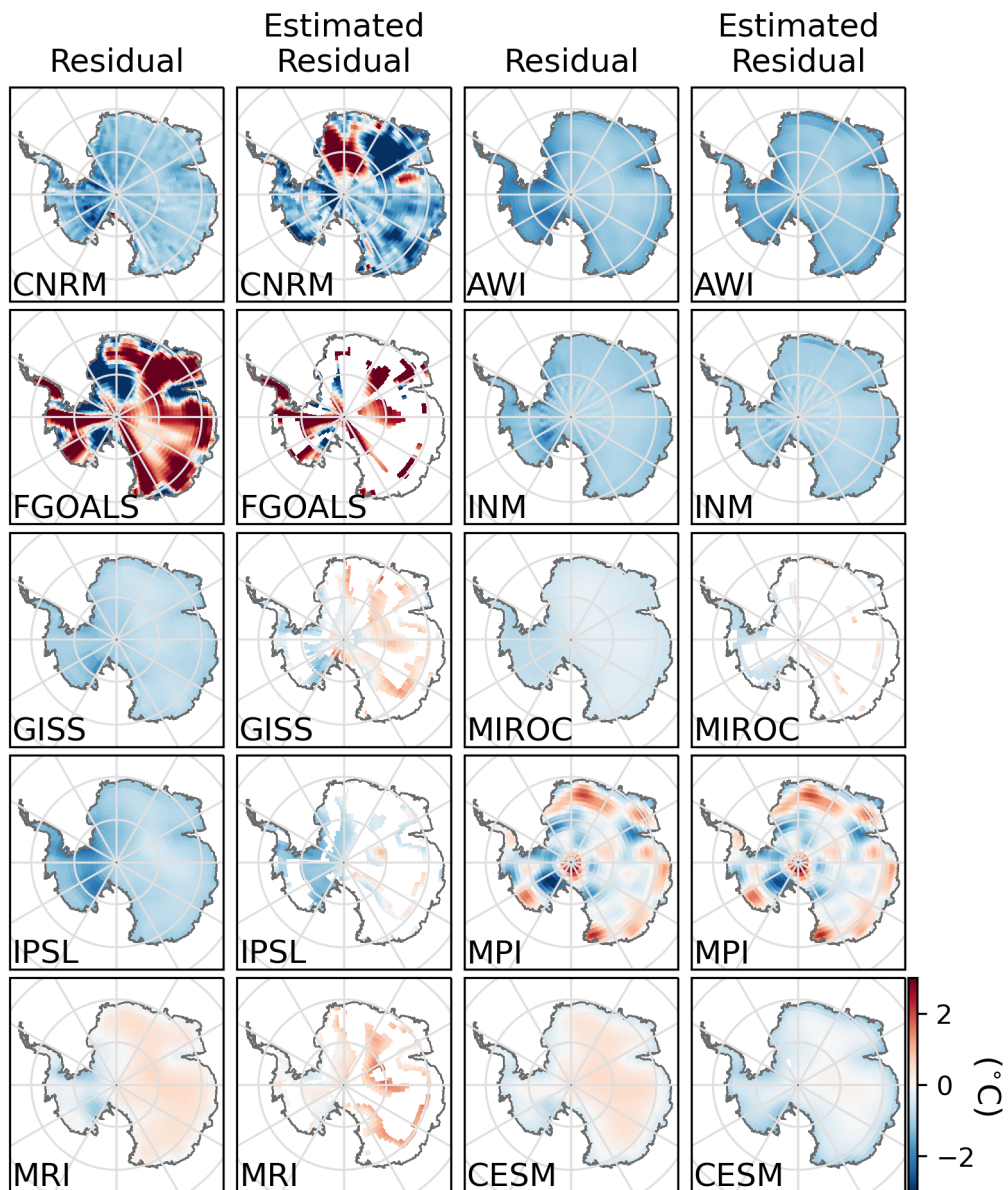 Residual
Estimated
Residual
Residual
Estimated
Residual
CNRM
CNRM
AWI
AWI
FGOALS
FGOALS
INM
INM
GISS
GISS
MIROC
MIROC
IPSL
IPSL
MPI
MPI
MRI
MRI
CESM
CESM
2
0
−2
(°C)